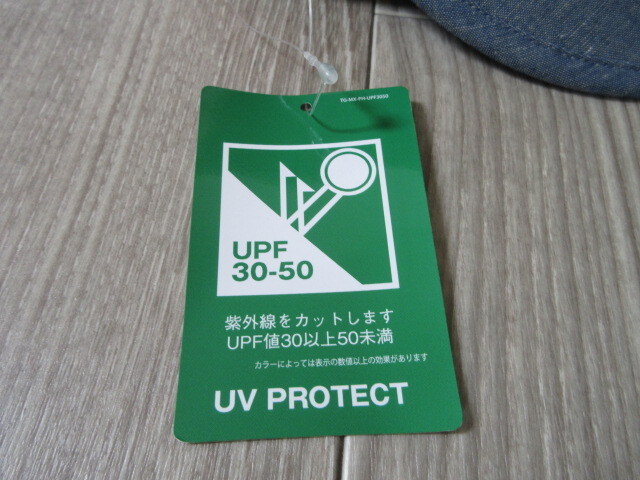 UPF
30-50
紫外線をカットします
UPF値30以上50未満
カラーによっては表示の数値以上の効果があります
UV PROTECT